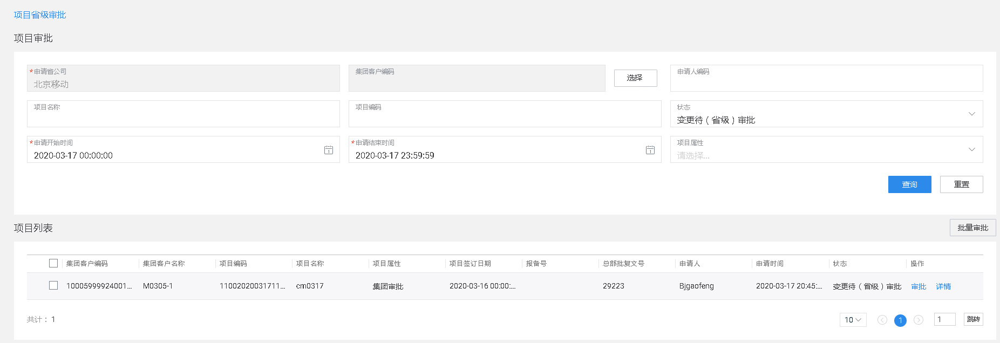 项目省级审批
项目审批
*申请省公司
北京移动
集团客户编码
选择
申请人编码
项目名称
项目编码
状态
变更待（省级）审批
*申请开始时间
2020-03-17 00:00:00
*申请结束时间
2020-03-17 23:59:59
项目属性
请选择...
查询 重置
项目列表 批量审批
集团客户编码 集团客户名称 项目编码 项目名称 项目属性 项目签订日期 报备号 总部批复文号 申请人 申请时间 状态 操作
10005999924001... M0305-1 11002020031711... cm0317 集团审批 2020-03-16 00:00:... 29223 Bjgaofeng 2020-03-17 20:45:... 变更待（省级）审批 审批 详情
共计： 1 10 1 1 跳转